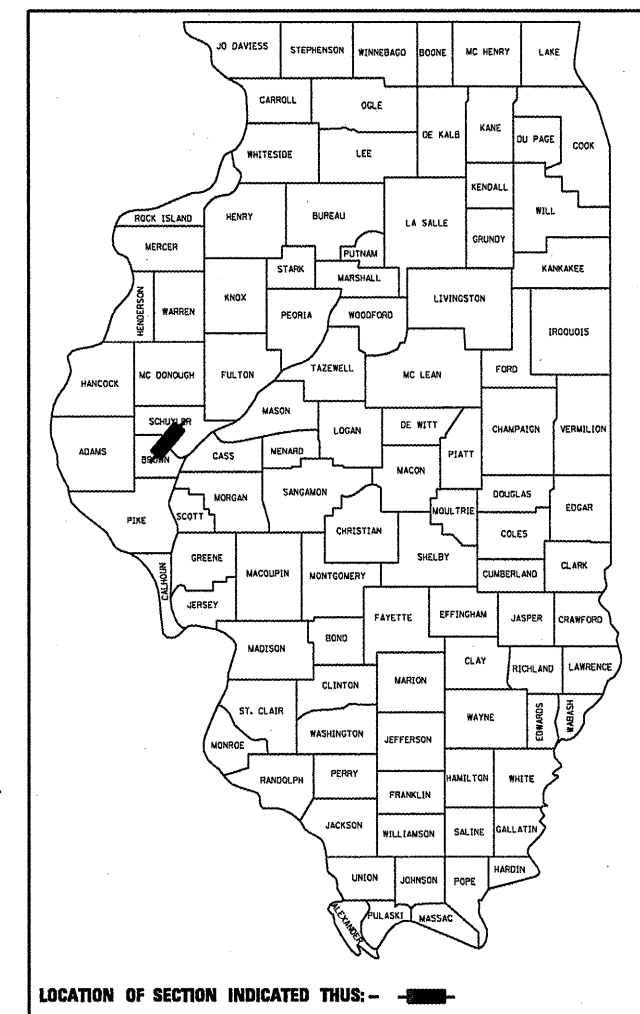 JO DAVIESS STEPHENSON WINNEBAGO BOONE MC HENRY LAKE
CARROLL OGLE DE KALB KANE DU PAGE COOK
WHITESIDE LEE
KENDALL WILL
ROCK ISLAND HENRY BUREAU LA SALLE GRUNDY
MERCER PUTNAM
STARK MARSHALL KANKAKEE
HENDERSON WARREN KNOX PEORIA WOODFORD LIVINGSTON IROQUOIS
HANCOCK MC DONOUGH FULTON TAZEWELL MC LEAN FORD
MASON
SCHUYLER LOGAN DE WITT CHAMPAIGN VERMILION
ADAMS BROWN CASS MENARD MACON PIATT
MORGAN SANGAMON DOUGLAS
PIKE SCOTT CHRISTIAN MOULTRIE COLES EDGAR
GREENE MACOUPIN MONTGOMERY SHELBY CUMBERLAND CLARK
CALHOUN JERSEY
FAYETTE EFFINGHAM JASPER CRAWFORD
MADISON BOND
CLAY RICHLAND LAWRENCE
CLINTON MARION
ST. CLAIR WAYNE EDWARDS WABASH
WASHINGTON JEFFERSON
MONROE
RANDOLPH PERRY HAMILTON WHITE
FRANKLIN
JACKSON WILLIAMSON SALINE GALLATIN
UNION JOHNSON POPE HARDIN
ALEXANDER PULASKI MASSAC
LOCATION OF SECTION INDICATED THUS:-